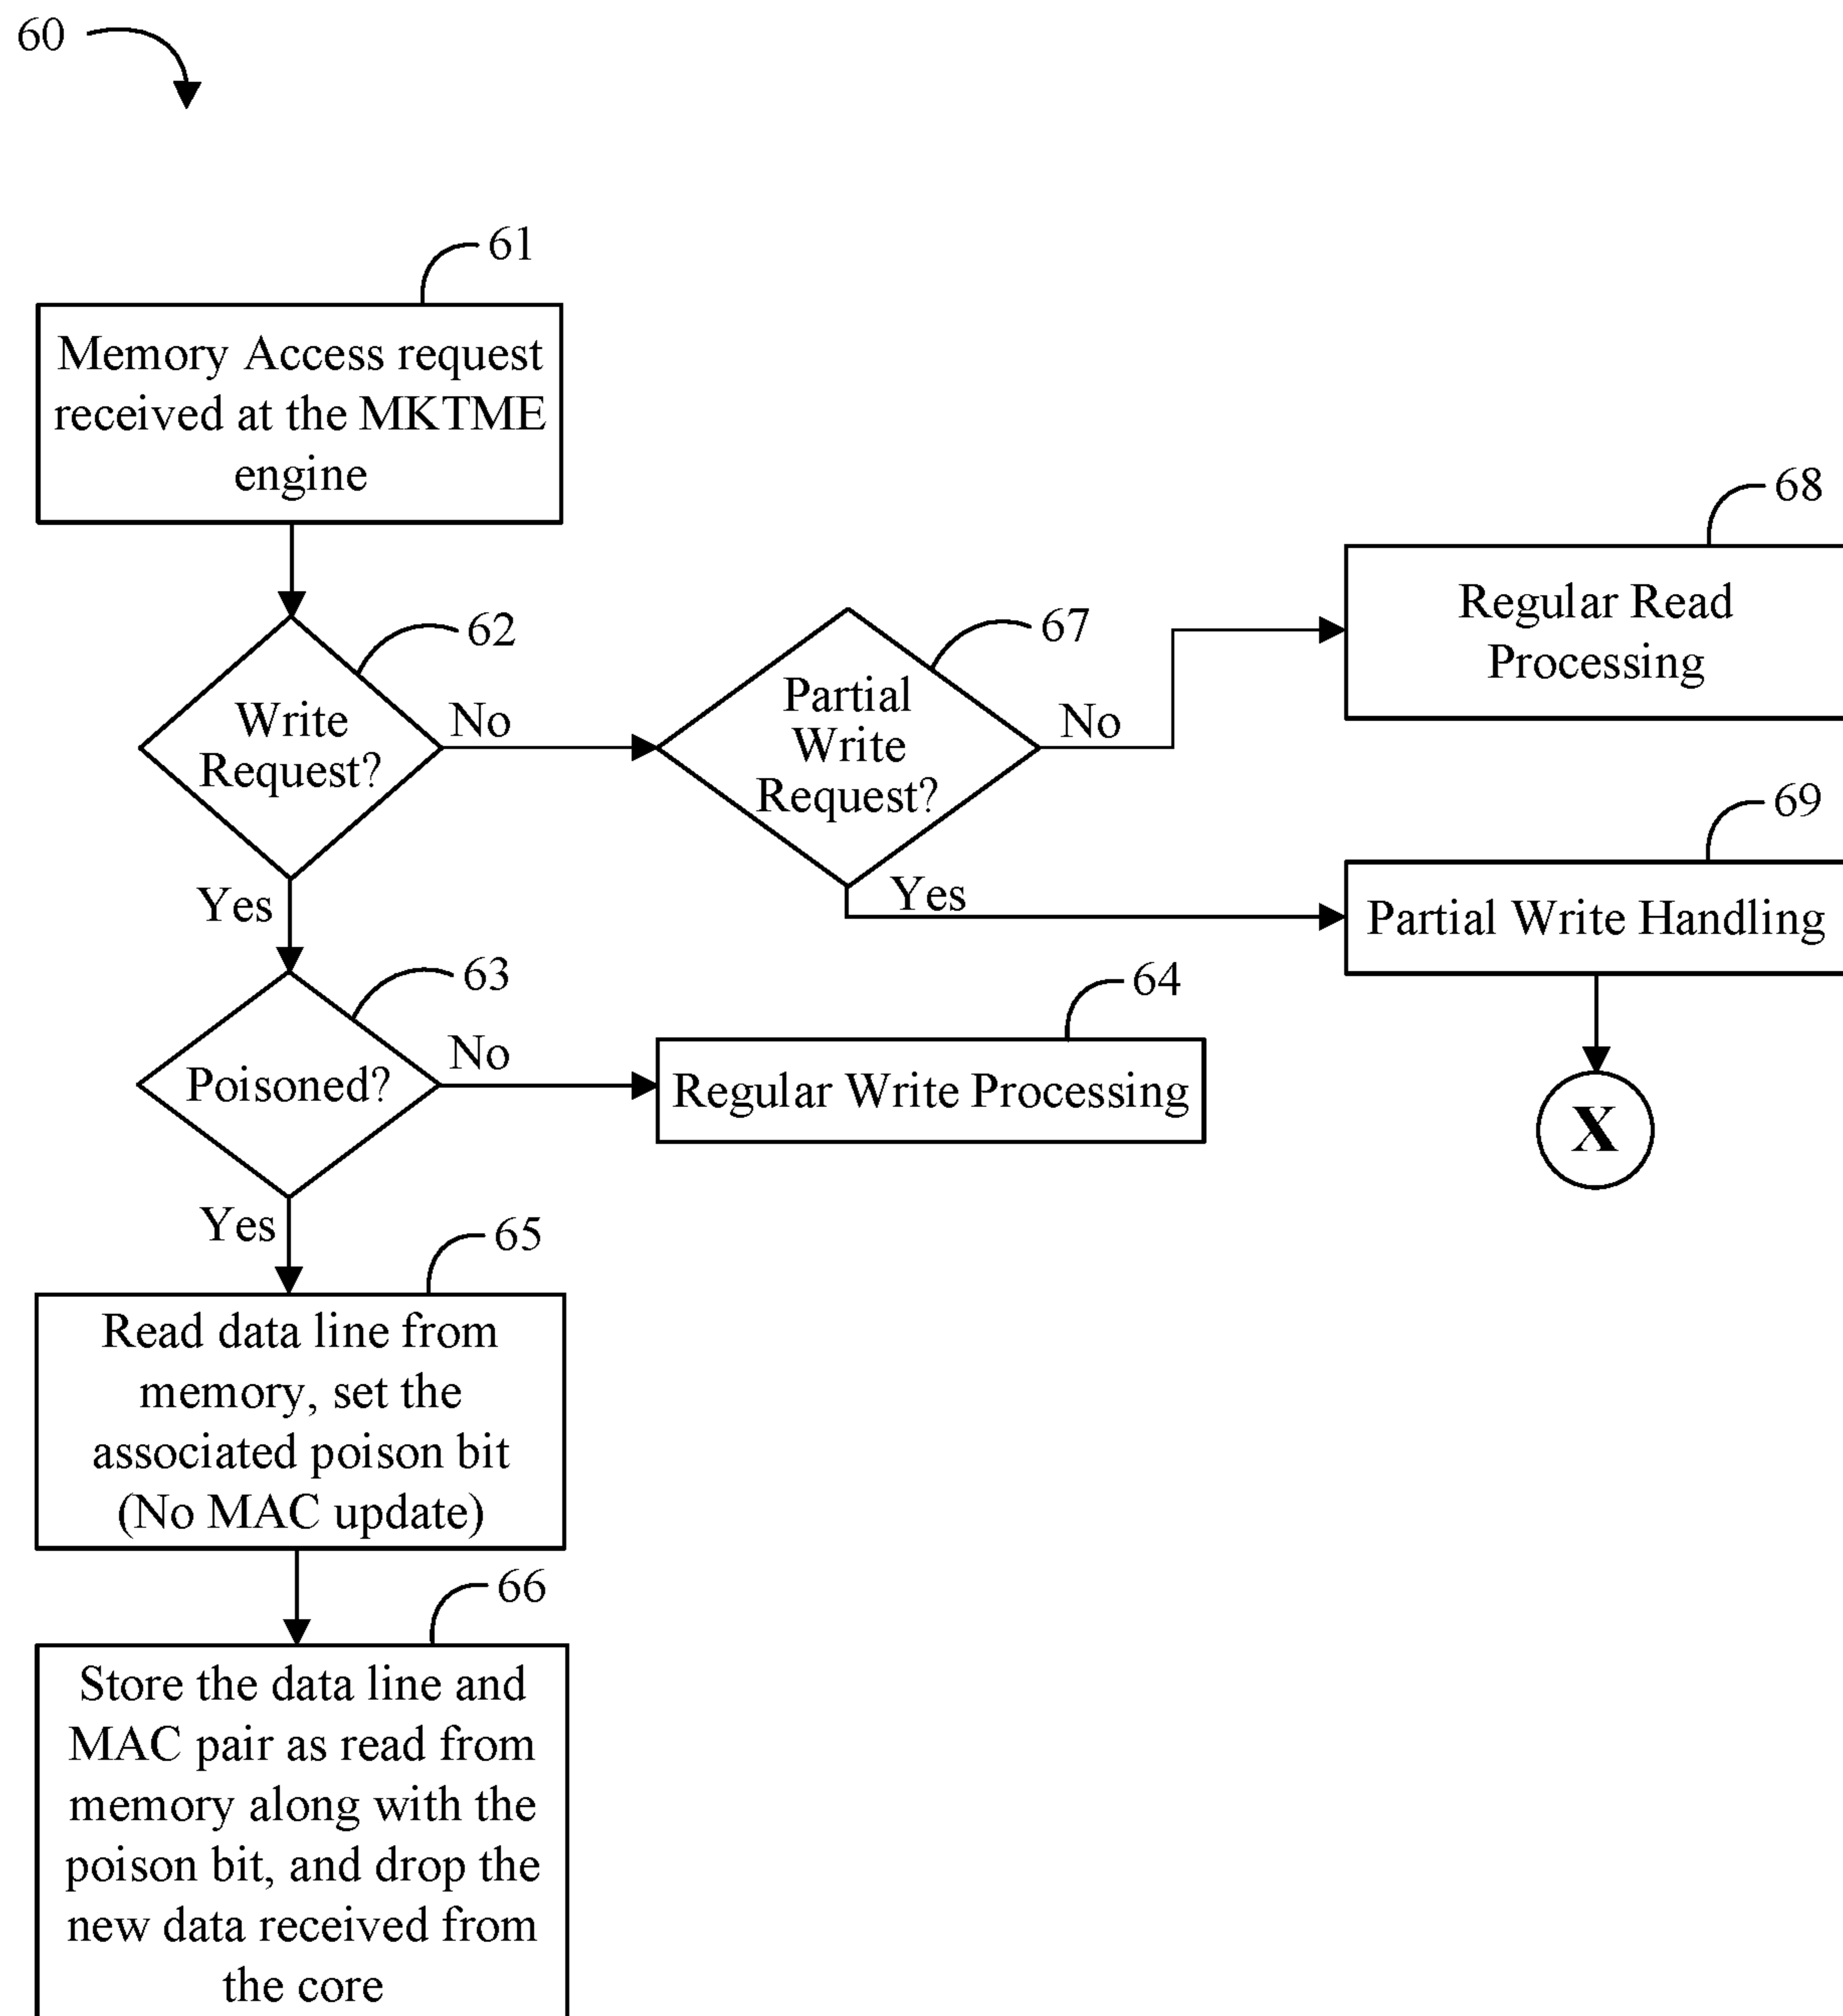 60
61
Memory Access request
received at the MKTME
engine
62
Write
Request?
No
Yes
67
Partial
Write
Request?
No
Yes
68
Regular Read
Processing
69
Partial Write Handling
X
63
Poisoned?
No
Yes
64
Regular Write Processing
65
Read data line from
memory, set the
associated poison bit
(No MAC update)
66
Store the data line and
MAC pair as read from
memory along with the
poison bit, and drop the
new data received from
the core